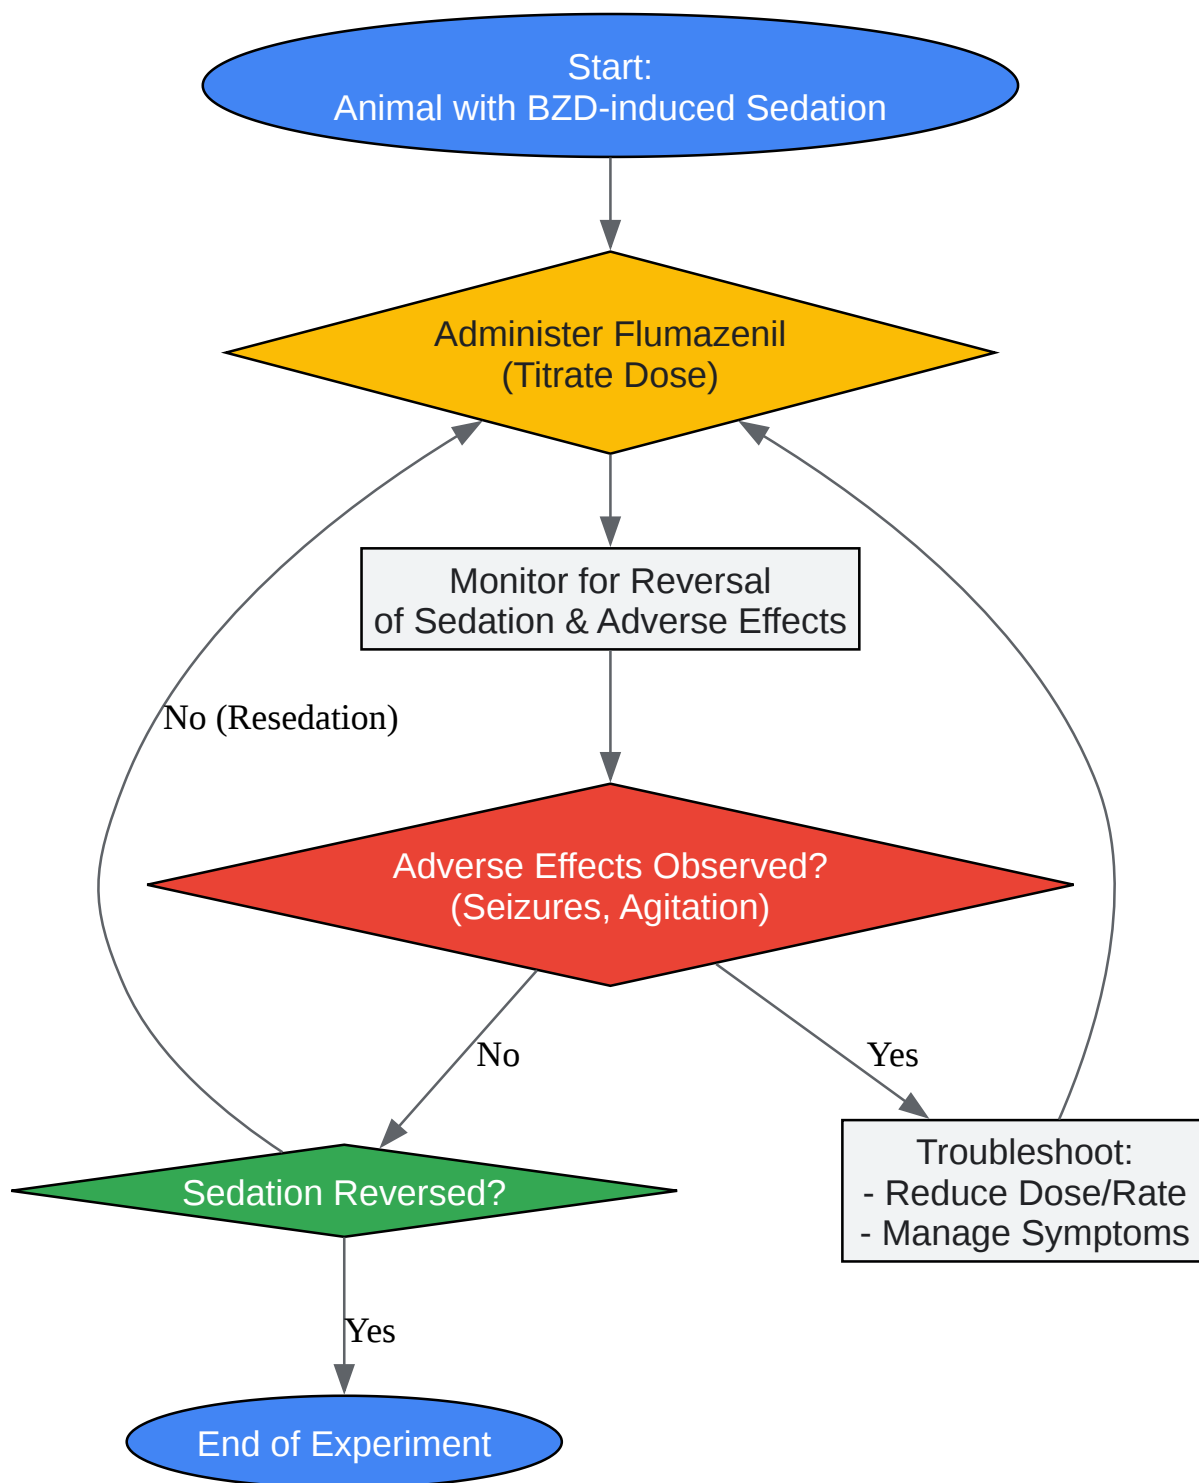 Start:
Animal with BZD-induced Sedation
Administer Flumazenil
(Titrate Dose)
Monitor for Reversal
of Sedation & Adverse Effects
No (Resedation)
Adverse Effects Observed?
(Seizures, Agitation)
No
Yes
Troubleshoot:
- Reduce Dose/Rate
- Manage Symptoms
Sedation Reversed?
Yes
End of Experiment